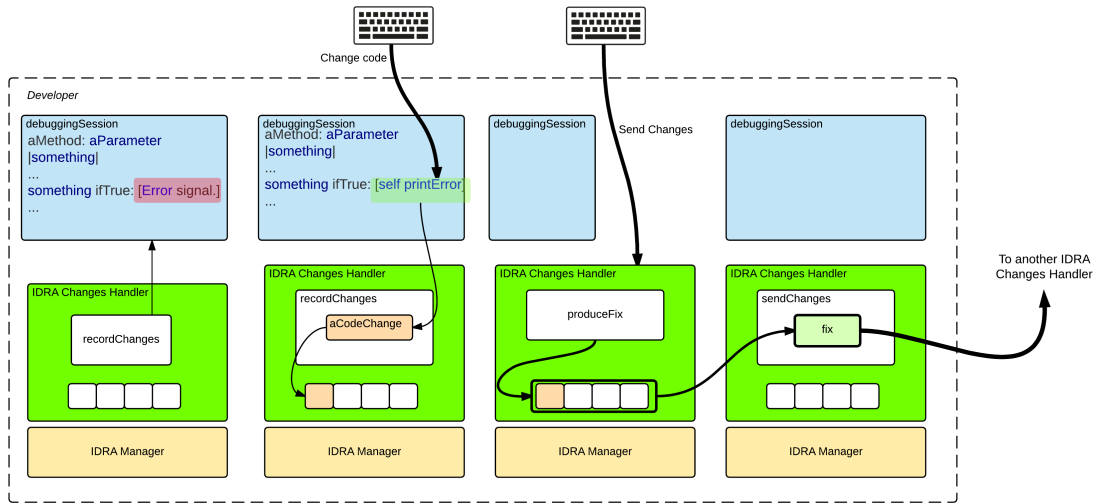 Change code
Send Changes
Developer
debuggingSession
aMethod: aParameter
|something|
...
something ifTrue: [Error signal.]
...
debuggingSession
aMethod: aParameter
|something|
...
something ifTrue: [self printError]
...
debuggingSession
debuggingSession
IDRA Changes Handler
recordChanges
IDRA Changes Handler
recordChanges
aCodeChange
IDRA Changes Handler
produceFix
IDRA Changes Handler
sendChanges
fix
To another IDRA
Changes Handler
IDRA Manager
IDRA Manager
IDRA Manager
IDRA Manager